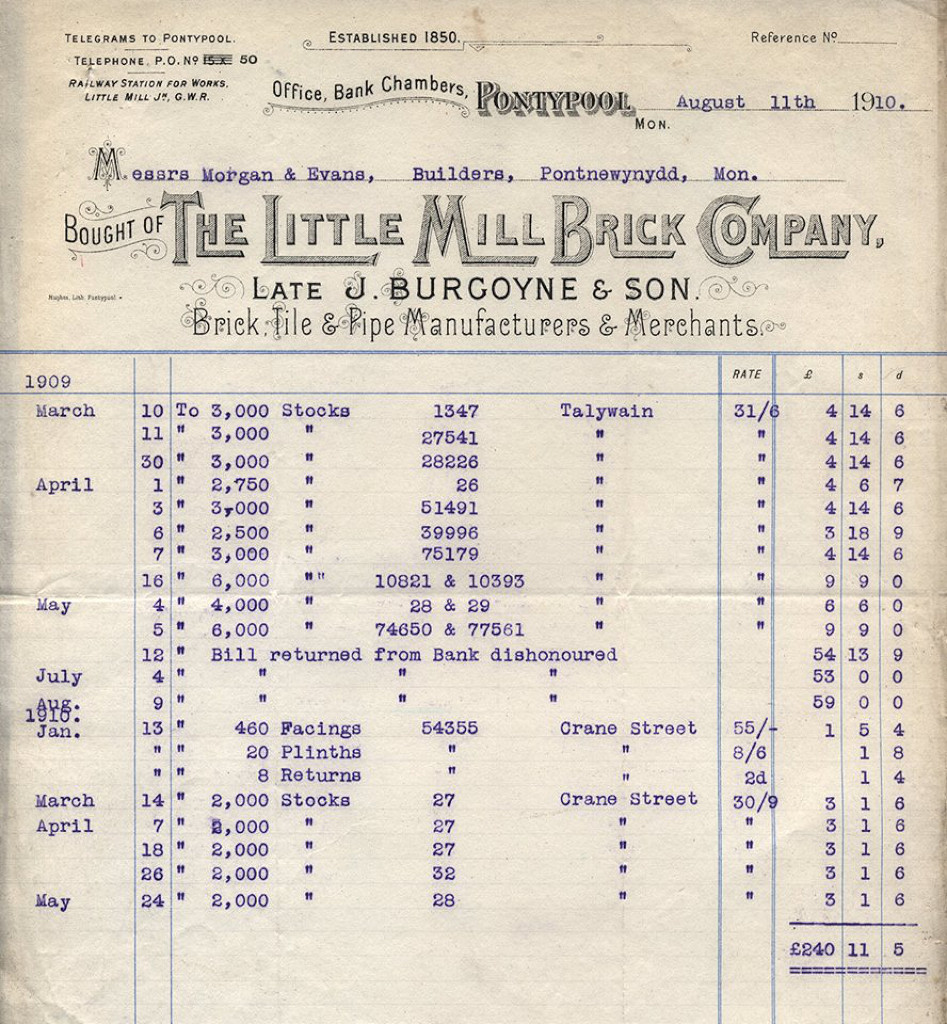 TELEGRAMS TO PONTYPOOL.
ESTABLISHED 1850.
Reference No
TELEPHONE, P.O. No 15.X 50
RAILWAY STATION FOR WORKS,
LITTLE MILL Jn, G.W.R.
Office, Bank Chambers, PONTYPOOL August 11th 1910.
MON.
Messrs Morgan & Evans, Builders, Pontnewynydd, Mon.
BOUGHT OF THE LITTLE MILL BRICK COMPANY,
LATE J. BURGOYNE & SON.
Hughes, Lith. Pontypool
Brick, Tile & Pipe Manufacturers & Merchants.
1909 RATE £ s d
March 10 To 3,000 Stocks 1347 Talywain 31/6 4 14 6
11 " 3,000 " 27541 " " 4 14 6
30 " 3,000 " 28226 " " 4 14 6
April 1 " 2,750 " 26 " " 4 6 7
3 " 3,000 " 51491 " " 4 14 6
6 " 2,500 " 39996 " " 3 18 9
7 " 3,000 " 75179 " " 4 14 6
16 " 6,000 "" 10821 & 10393 " " 9 9 0
May 4 " 4,000 " 28 & 29 " " 6 6 0
5 " 6,000 " 74650 & 77561 " " 9 9 0
12 " Bill returned from Bank dishonoured 54 13 9
July 4 " " " " 53 0 0
Aug. 9 " " " " 59 0 0
1910.
Jan. 13 " 460 Facings 54355 Crane Street 55/- 1 5 4
" " 20 Plinths " " 8/6 1 8
" " 8 Returns " " 2d 1 4
March 14 " 2,000 Stocks 27 Crane Street 30/9 3 1 6
April 7 " 2,000 " 27 " " 3 1 6
18 " 2,000 " 27 " " 3 1 6
26 " 2,000 " 32 " " 3 1 6
May 24 " 2,000 " 28 " " 3 1 6
£240 11 5